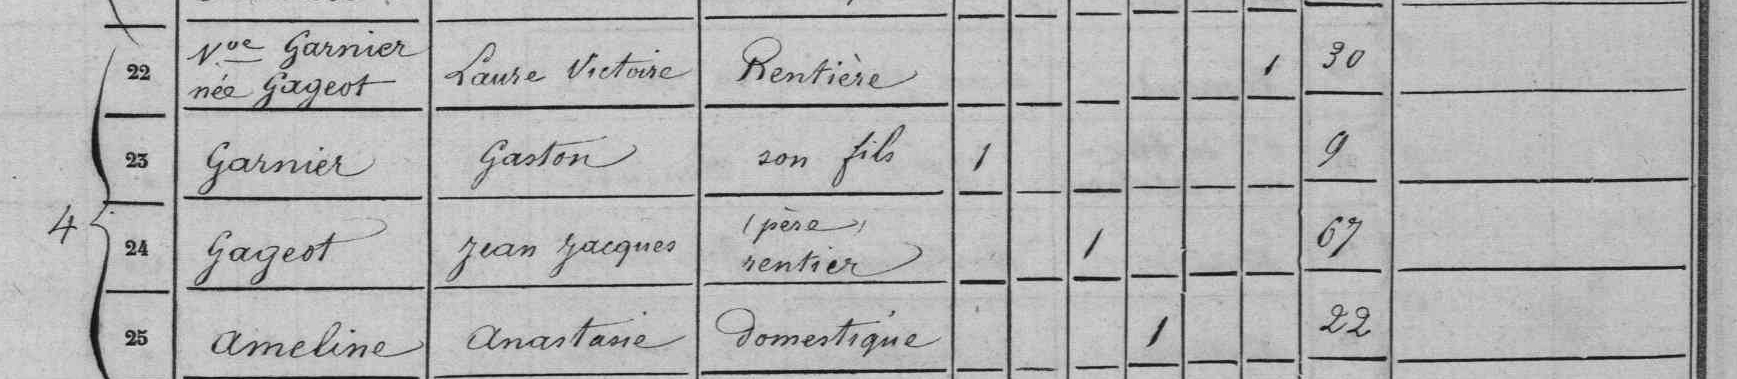 22 Vve Garnier née Gageot Laure Victoire Rentière 1 30
23 Garnier Gaston son fils 1 9
4
24 Gageot Jean Jacques (père) rentier 1 67
25 Ameline Anastasie domestique 1 22